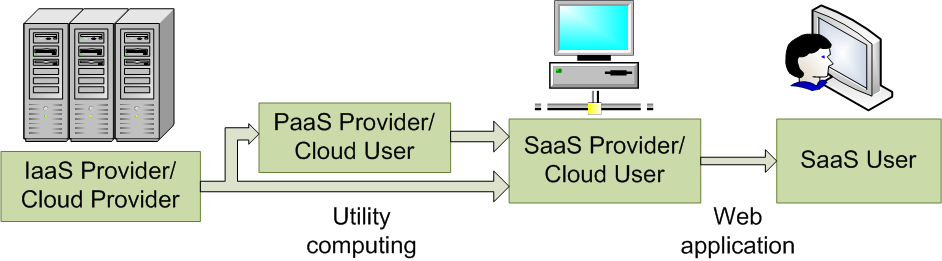 IaaS Provider/
Cloud Provider
PaaS Provider/
Cloud User
Utility
computing
SaaS Provider/
Cloud User
Web
application
SaaS User